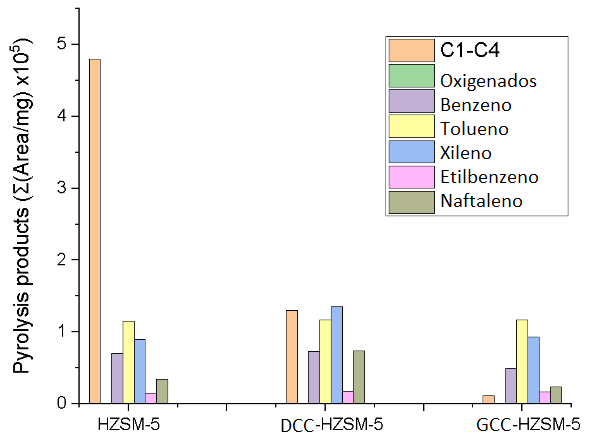 Pyrolysis products (Σ(Area/mg) x10⁵)
5
4
3
2
1
0
C1-C4
Oxigenados
Benzeno
Tolueno
Xileno
Etilbenzeno
Naftaleno
HZSM-5
DCC-HZSM-5
GCC-HZSM-5